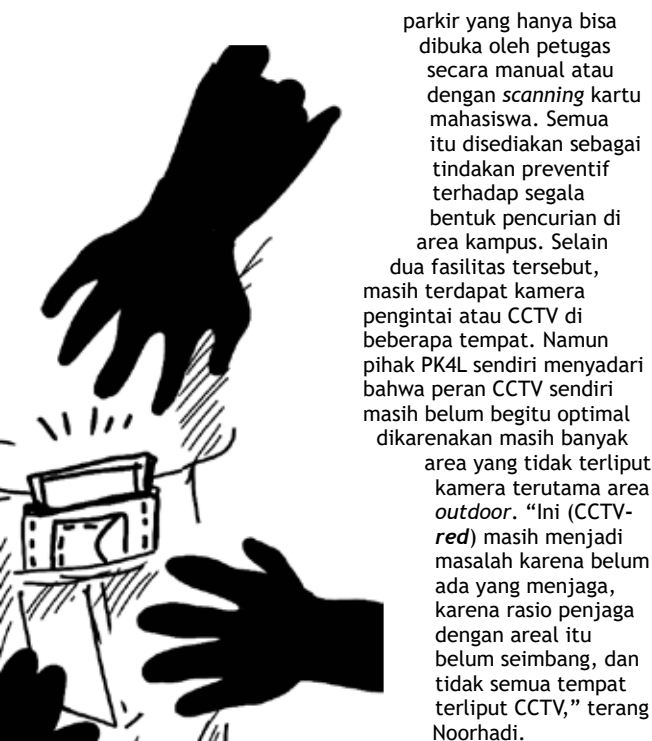 parkir yang hanya bisa
dibuka oleh petugas
secara manual atau
dengan scanning kartu
mahasiswa. Semua
itu disediakan sebagai
tindakan preventif
terhadap segala
bentuk pencurian di
area kampus. Selain
dua fasilitas tersebut,
masih terdapat kamera
pengintai atau CCTV di
beberapa tempat. Namun
pihak PK4L sendiri menyadari
bahwa peran CCTV sendiri
masih belum begitu optimal
dikarenakan masih banyak
area yang tidak terliput
kamera terutama area
outdoor. “Ini (CCTV-
red) masih menjadi
masalah karena belum
ada yang menjaga,
karena rasio penjaga
dengan areal itu
belum seimbang, dan
tidak semua tempat
terliput CCTV,” terang
Noorhadi.